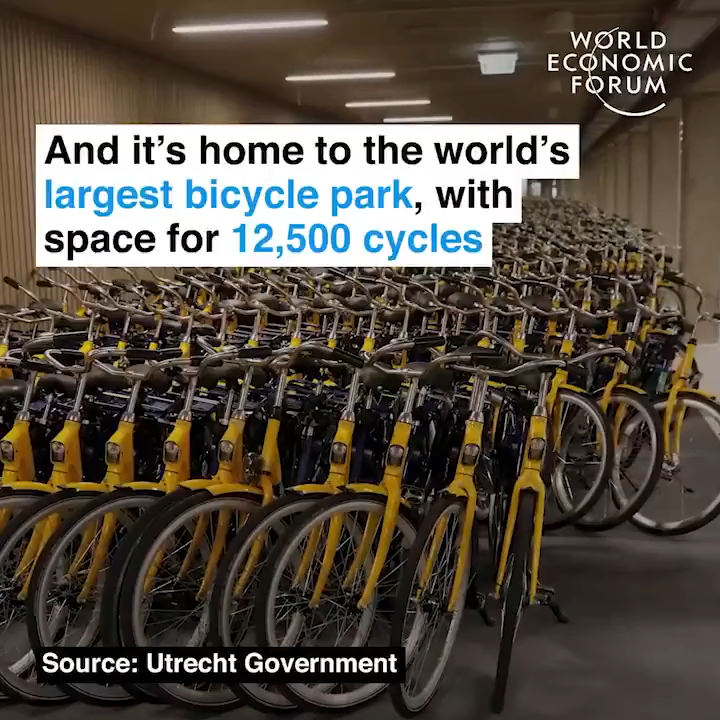 WORLD
ECONOMIC
FORUM
And it's home to the world's
largest bicycle park, with
space for 12,500 cycles
Source: Utrecht Government